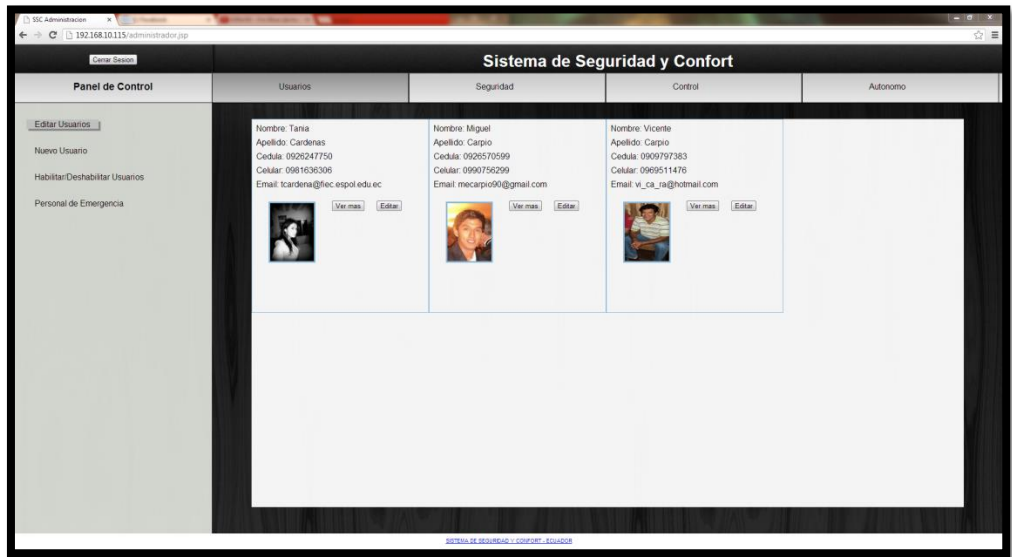 SSC Administracion
192.168.10.115/administrador.jsp
Cerrar Sesion
Sistema de Seguridad y Confort
Panel de Control
Usuarios
Seguridad
Control
Autonomo
Editar Usuarios
Nuevo Usuario
Habilitar/Deshabilitar Usuarios
Personal de Emergencia
Nombre: Tania
Apellido: Cardenas
Cedula: 0926247750
Celular: 0981636306
Email: tcardena@fiec.espol.edu.ec
Ver mas
Editar
Nombre: Miguel
Apellido: Carpio
Cedula: 0926570599
Celular: 0990756299
Email: mecarpio90@gmail.com
Ver mas
Editar
Nombre: Vicente
Apellido: Carpio
Cedula: 0909797383
Celular: 0969511476
Email: vi_ca_ra@hotmail.com
Ver mas
Editar
SISTEMA DE SEGURIDAD Y CONFORT - ECUADOR